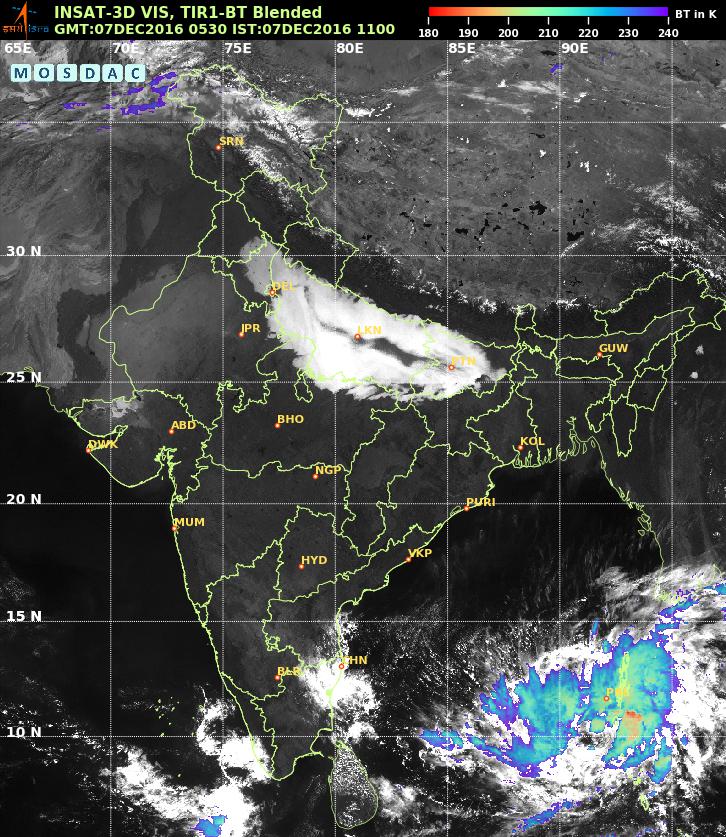 INSAT-3D VIS, TIR1-BT Blended
GMT:07DEC2016 0530 IST:07DEC2016 1100
BT in K
180 190 200 210 220 230 240
65E 70E 75E 80E 85E 90E
MOSDAC
SRN
30 N
DEL
JPR LKN
GUW
PTN
25 N
ABD BHO
DWK KOL
NGP
20 N PURI
MUM
VKP
HYD
15 N
BLR
10 N